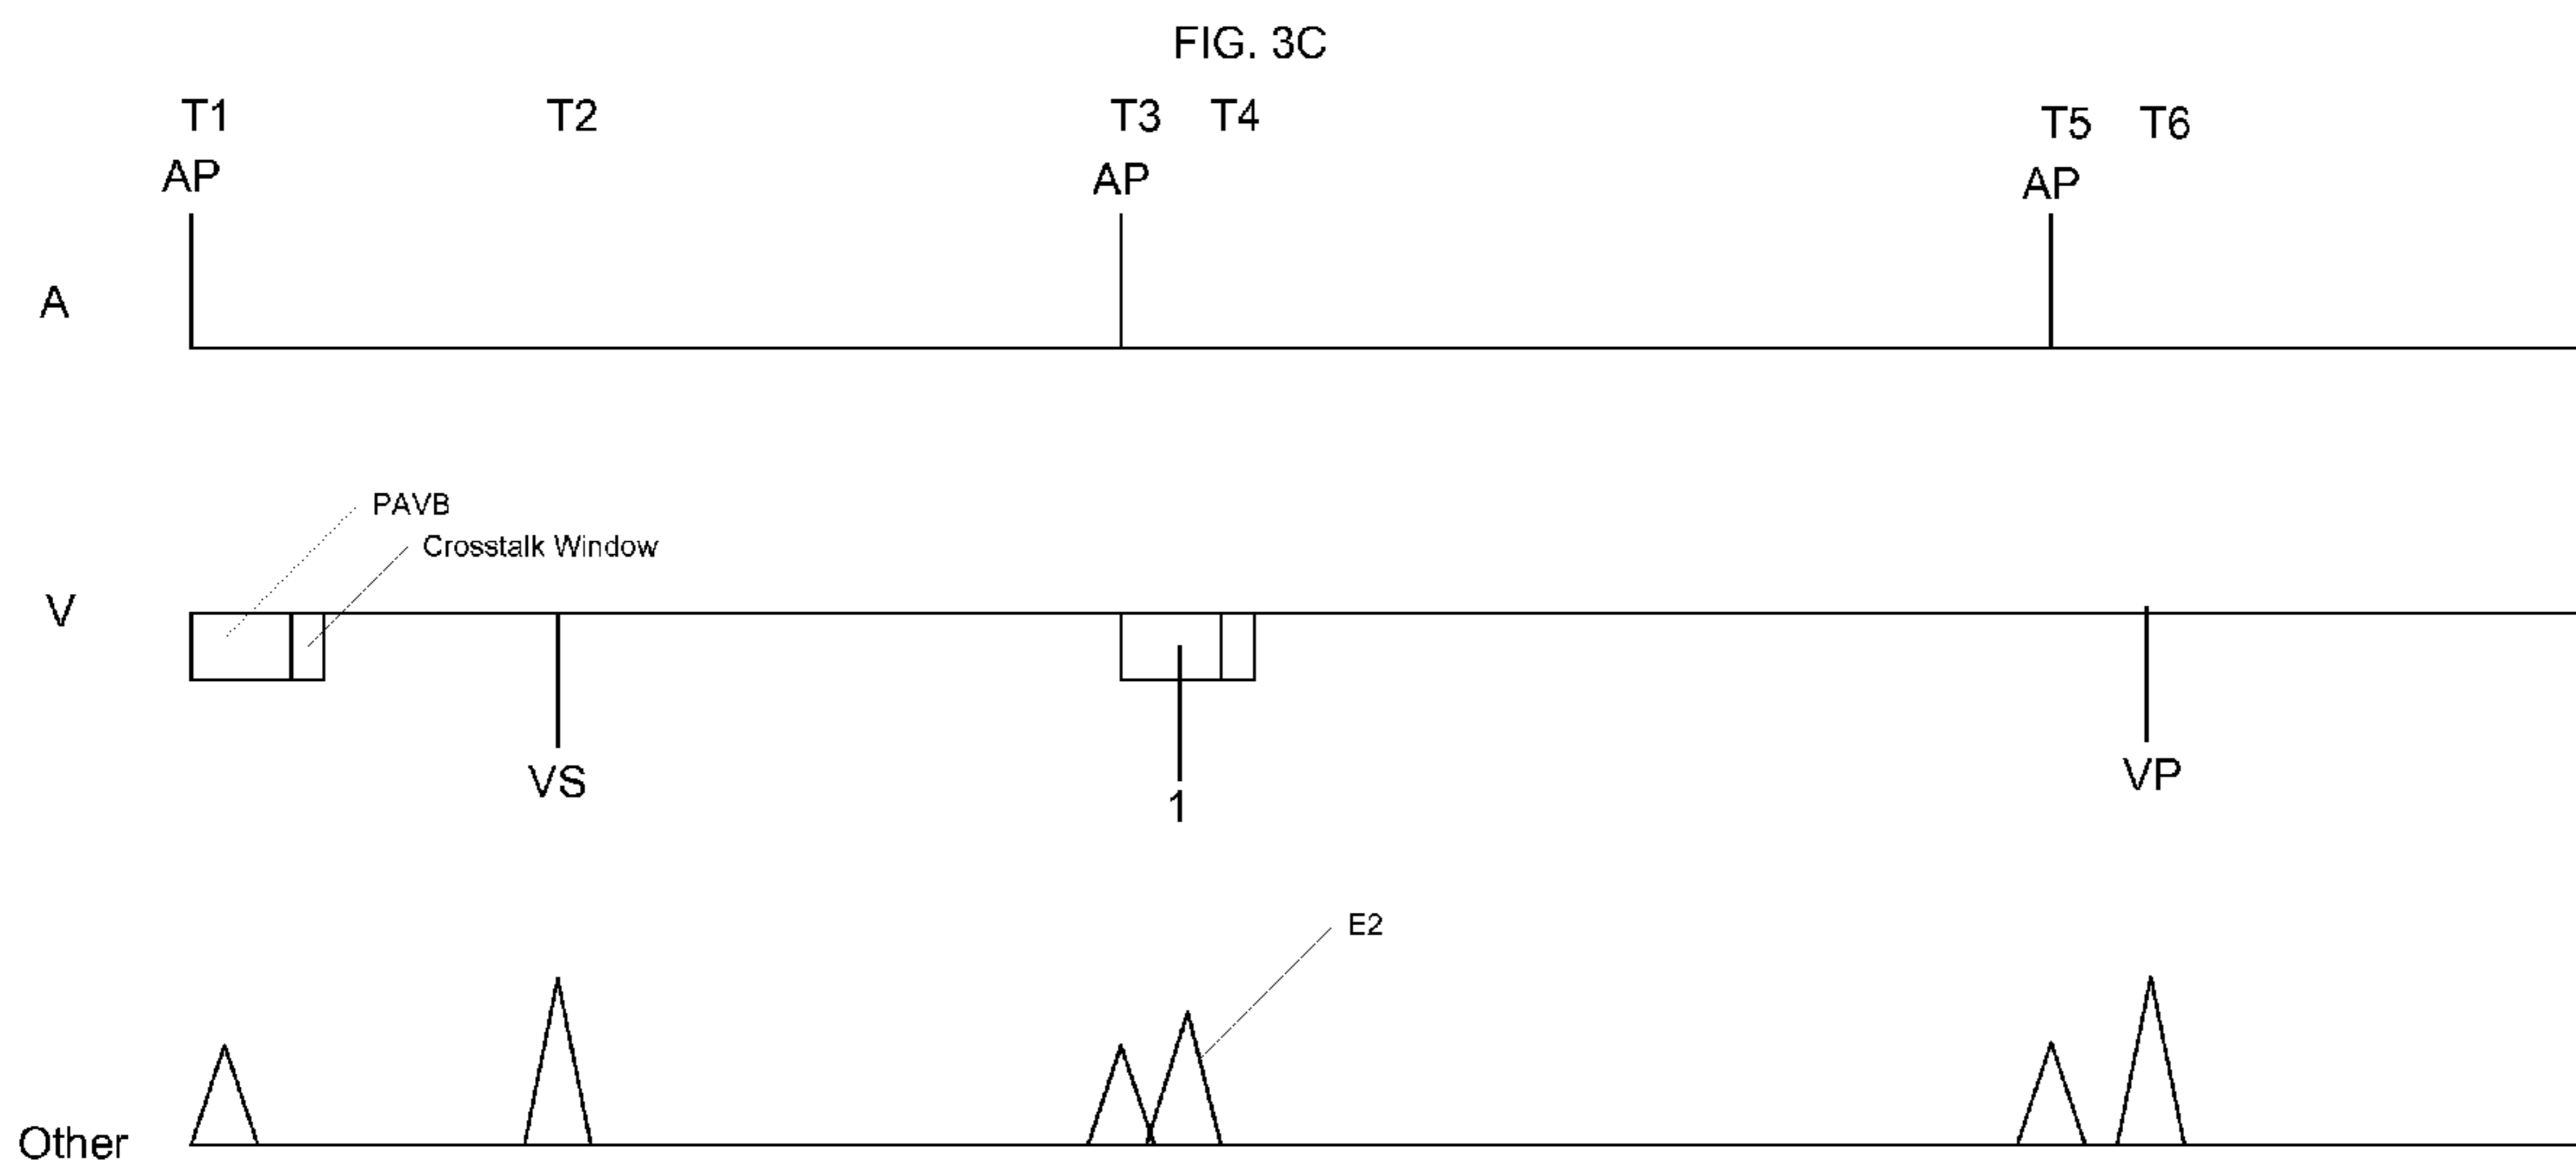 FIG. 3C
T1 T2 T3 T4 T5 T6
AP AP AP
A
PAVB
Crosstalk Window
V
VS 1 VP
E2
Other